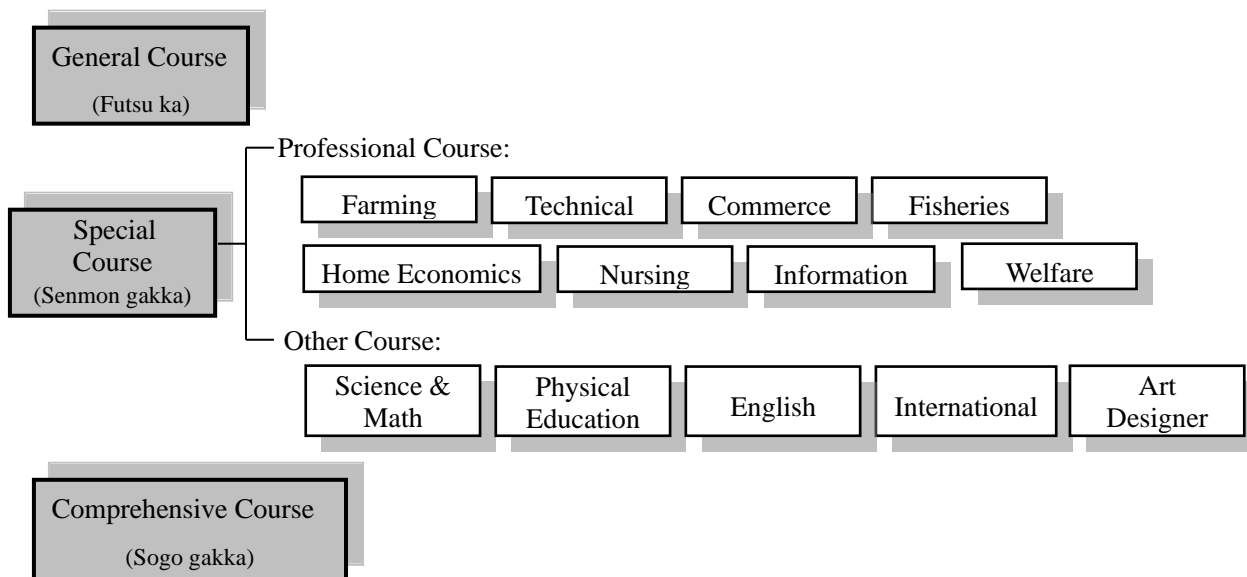 General Course
(Futsu ka)
Professional Course:
Farming
Technical
Commerce
Fisheries
Special
Course
(Senmon gakka)
Home Economics
Nursing
Information
Welfare
Other Course:
Science &
Math
Physical
Education
English
International
Art
Designer
Comprehensive Course
(Sogo gakka)